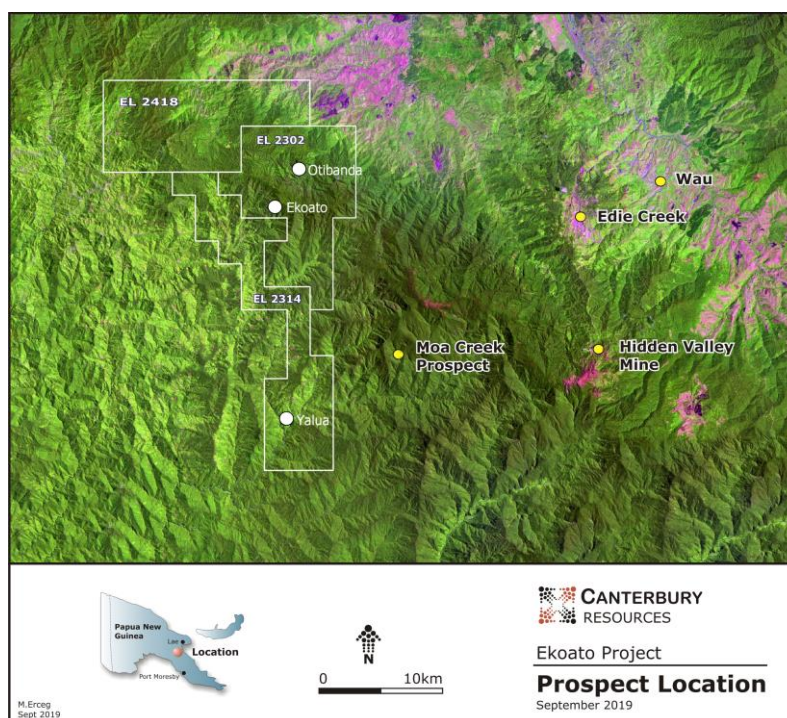 EL 2418
EL 2302
Otibanda
Ekoato
Wau
Edie Creek
EL 2314
Moa Creek
Prospect
Hidden Valley
Mine
Yalua
Papua New
Guinea
Lae
Location
Port Moresby
N
0 10km
CANTERBURY
RESOURCES
Ekoato Project
Prospect Location
September 2019
M.Erceg
Sept 2019